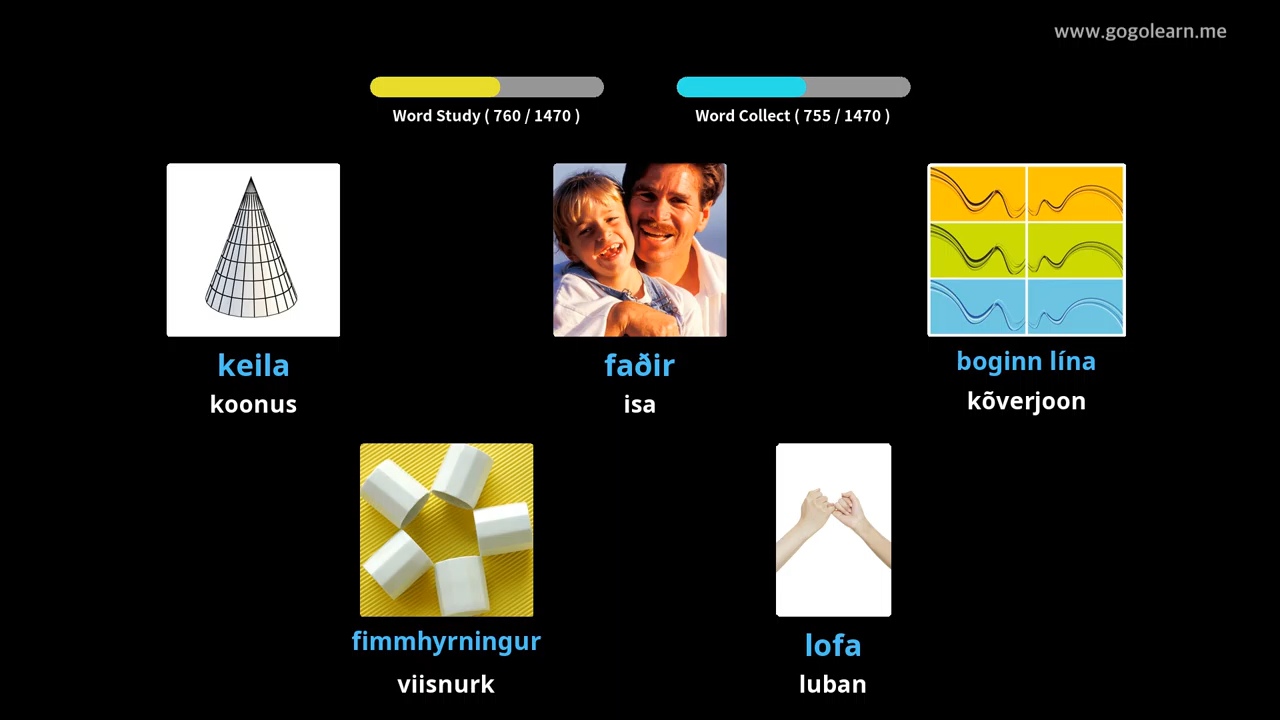 www.gogolearn.me
Word Study ( 760 / 1470 )
Word Collect ( 755 / 1470 )
keila
koonus
faðir
isa
boginn lína
kõverjoon
fimmhyrningur
viisnurk
lofa
luban